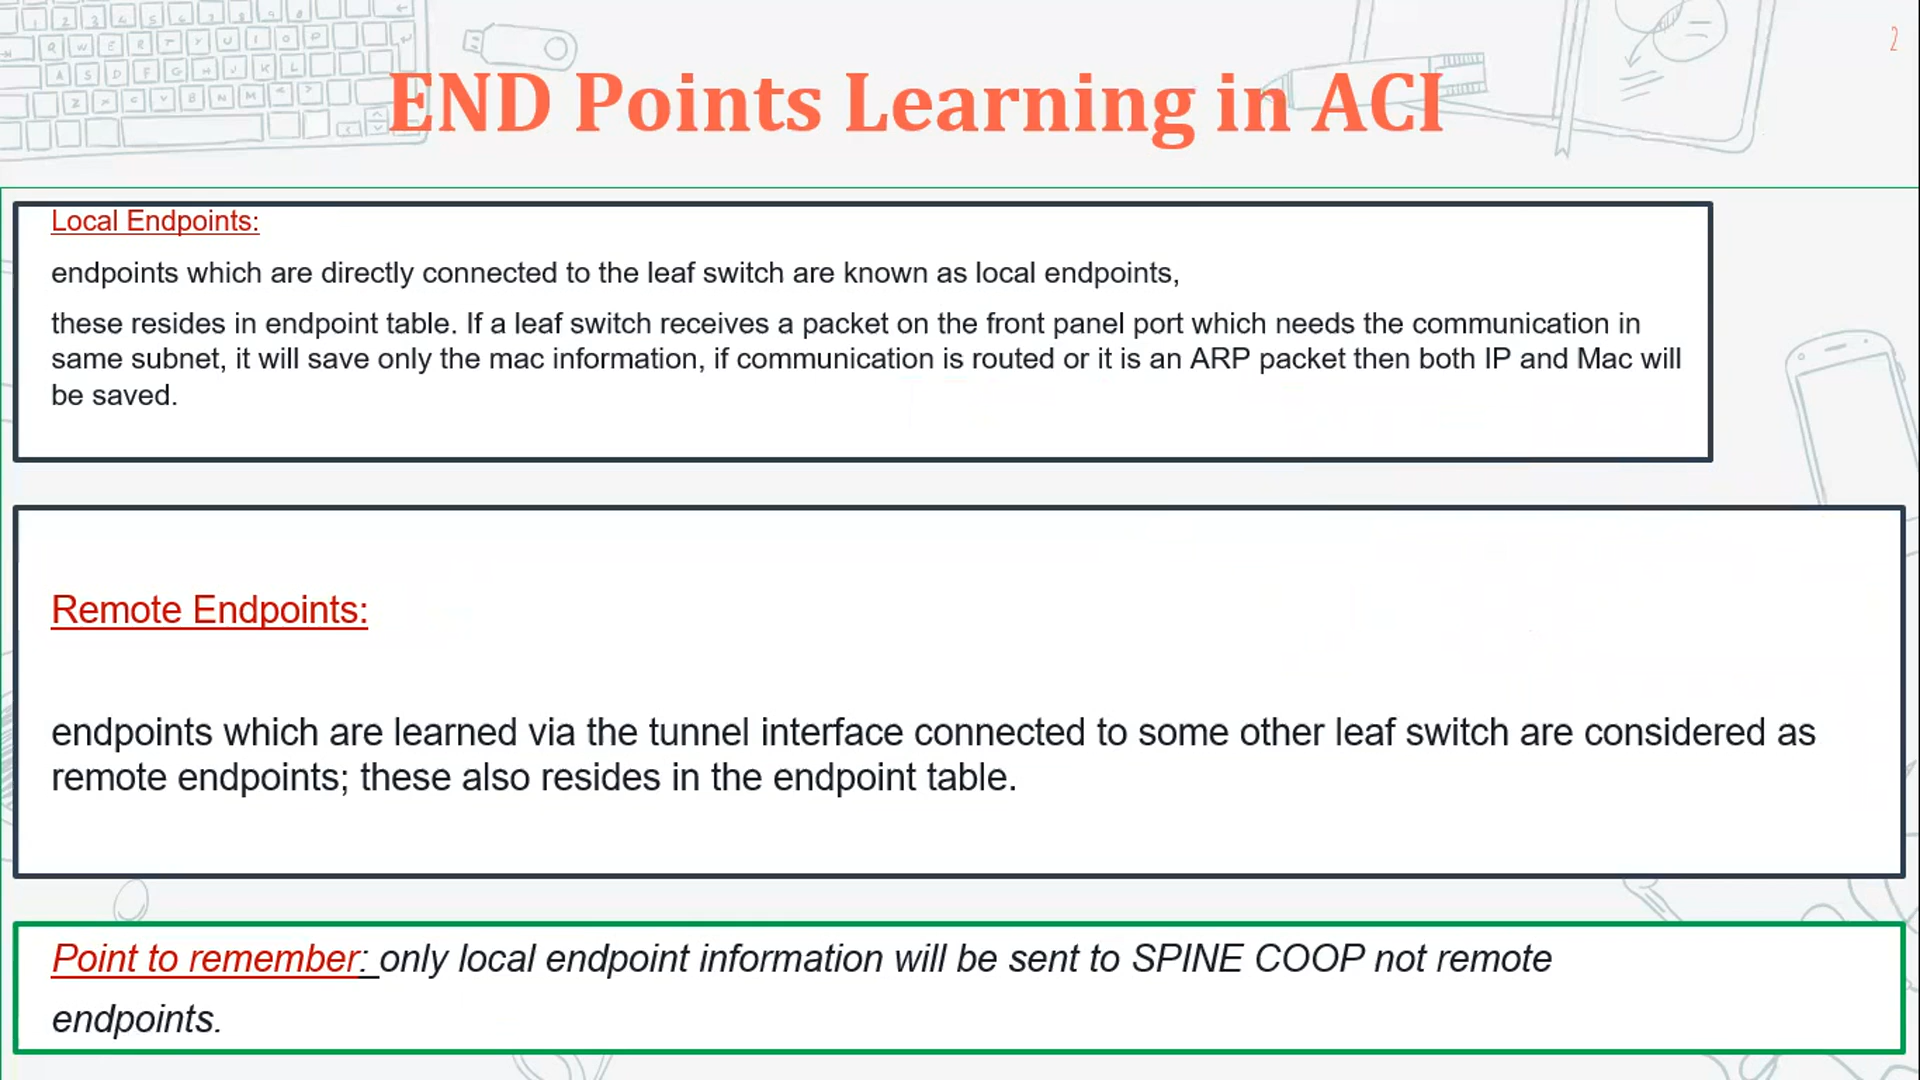 2
END Points Learning in ACI
Local Endpoints:
endpoints which are directly connected to the leaf switch are known as local endpoints,
these resides in endpoint table. If a leaf switch receives a packet on the front panel port which needs the communication in
same subnet, it will save only the mac information, if communication is routed or it is an ARP packet then both IP and Mac will
be saved.
Remote Endpoints:
endpoints which are learned via the tunnel interface connected to some other leaf switch are considered as
remote endpoints; these also resides in the endpoint table.
Point to remember: only local endpoint information will be sent to SPINE COOP not remote
endpoints.